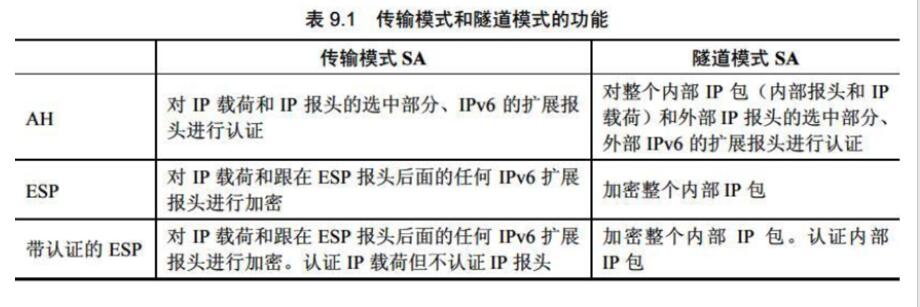 表 9.1 传输模式和隧道模式的功能
传输模式 SA
隧道模式 SA
AH
对 IP 载荷和 IP 报头的选中部分、IPv6 的扩展报
头进行认证
对整个内部 IP 包（内部报头和 IP
载荷）和外部 IP 报头的选中部分、
外部 IPv6 的扩展报头进行认证
ESP
对 IP 载荷和跟在 ESP 报头后面的任何 IPv6 扩展
报头进行加密
加密整个内部 IP 包
带认证的 ESP
对 IP 载荷和跟在 ESP 报头后面的任何 IPv6 扩展
报头进行加密。认证 IP 载荷但不认证 IP 报头
加密整个内部 IP 包。认证内部
IP 包